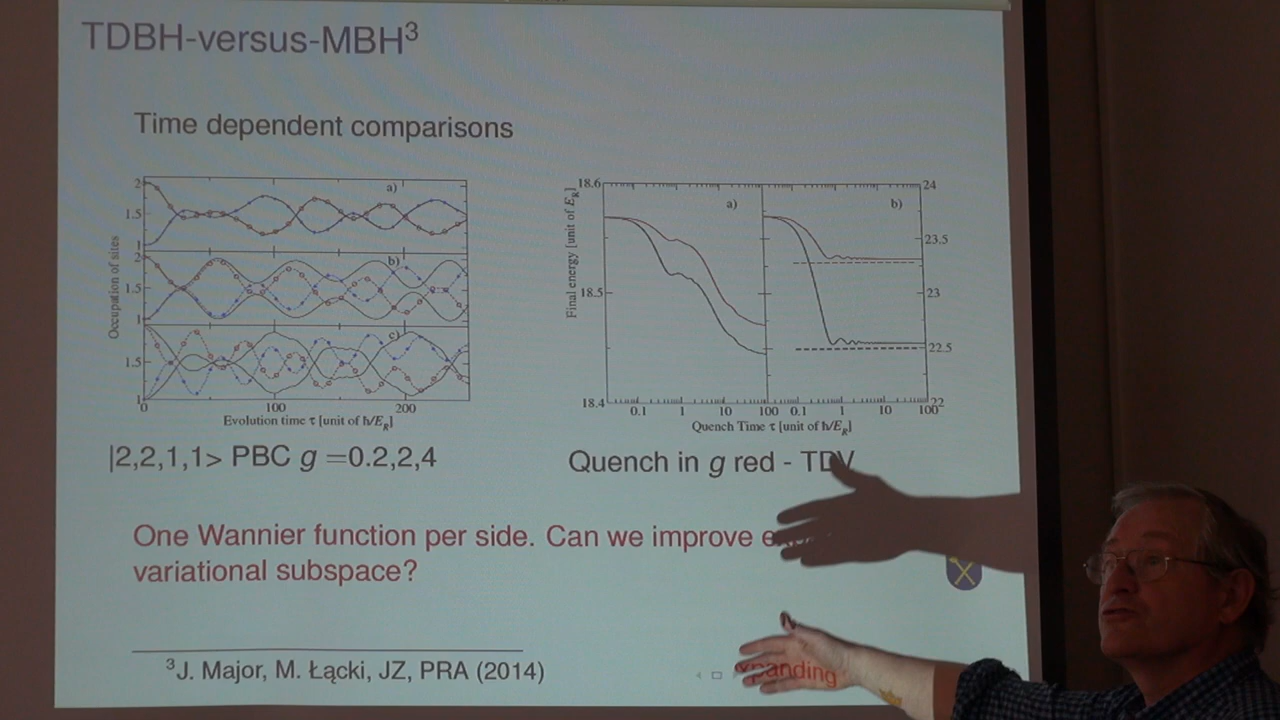 TDBH-versus-MBH³
Time dependent comparisons
Occupation of sites
2
1.5
1
a)
2
1.5
1
b)
1.5
1
c)
0
100
200
Evolution time τ [unit of ħ/E_R]
Final energy [unit of E_R]
18.6
18.5
18.4
a)
b)
24
23.5
23
22.5
22
0.1 1 10 100 0.1 1 10 100
Quench Time τ [unit of ħ/E_R]
|2,2,1,1> PBC g =0.2,2,4
Quench in g red - TDV
One Wannier function per side. Can we improve
variational subspace?
xpanding
³J. Major, M. Łącki, JZ, PRA (2014)